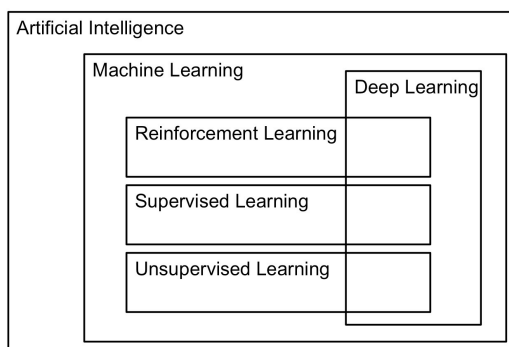 Artificial Intelligence
Machine Learning
Deep Learning
Reinforcement Learning
Supervised Learning
Unsupervised Learning